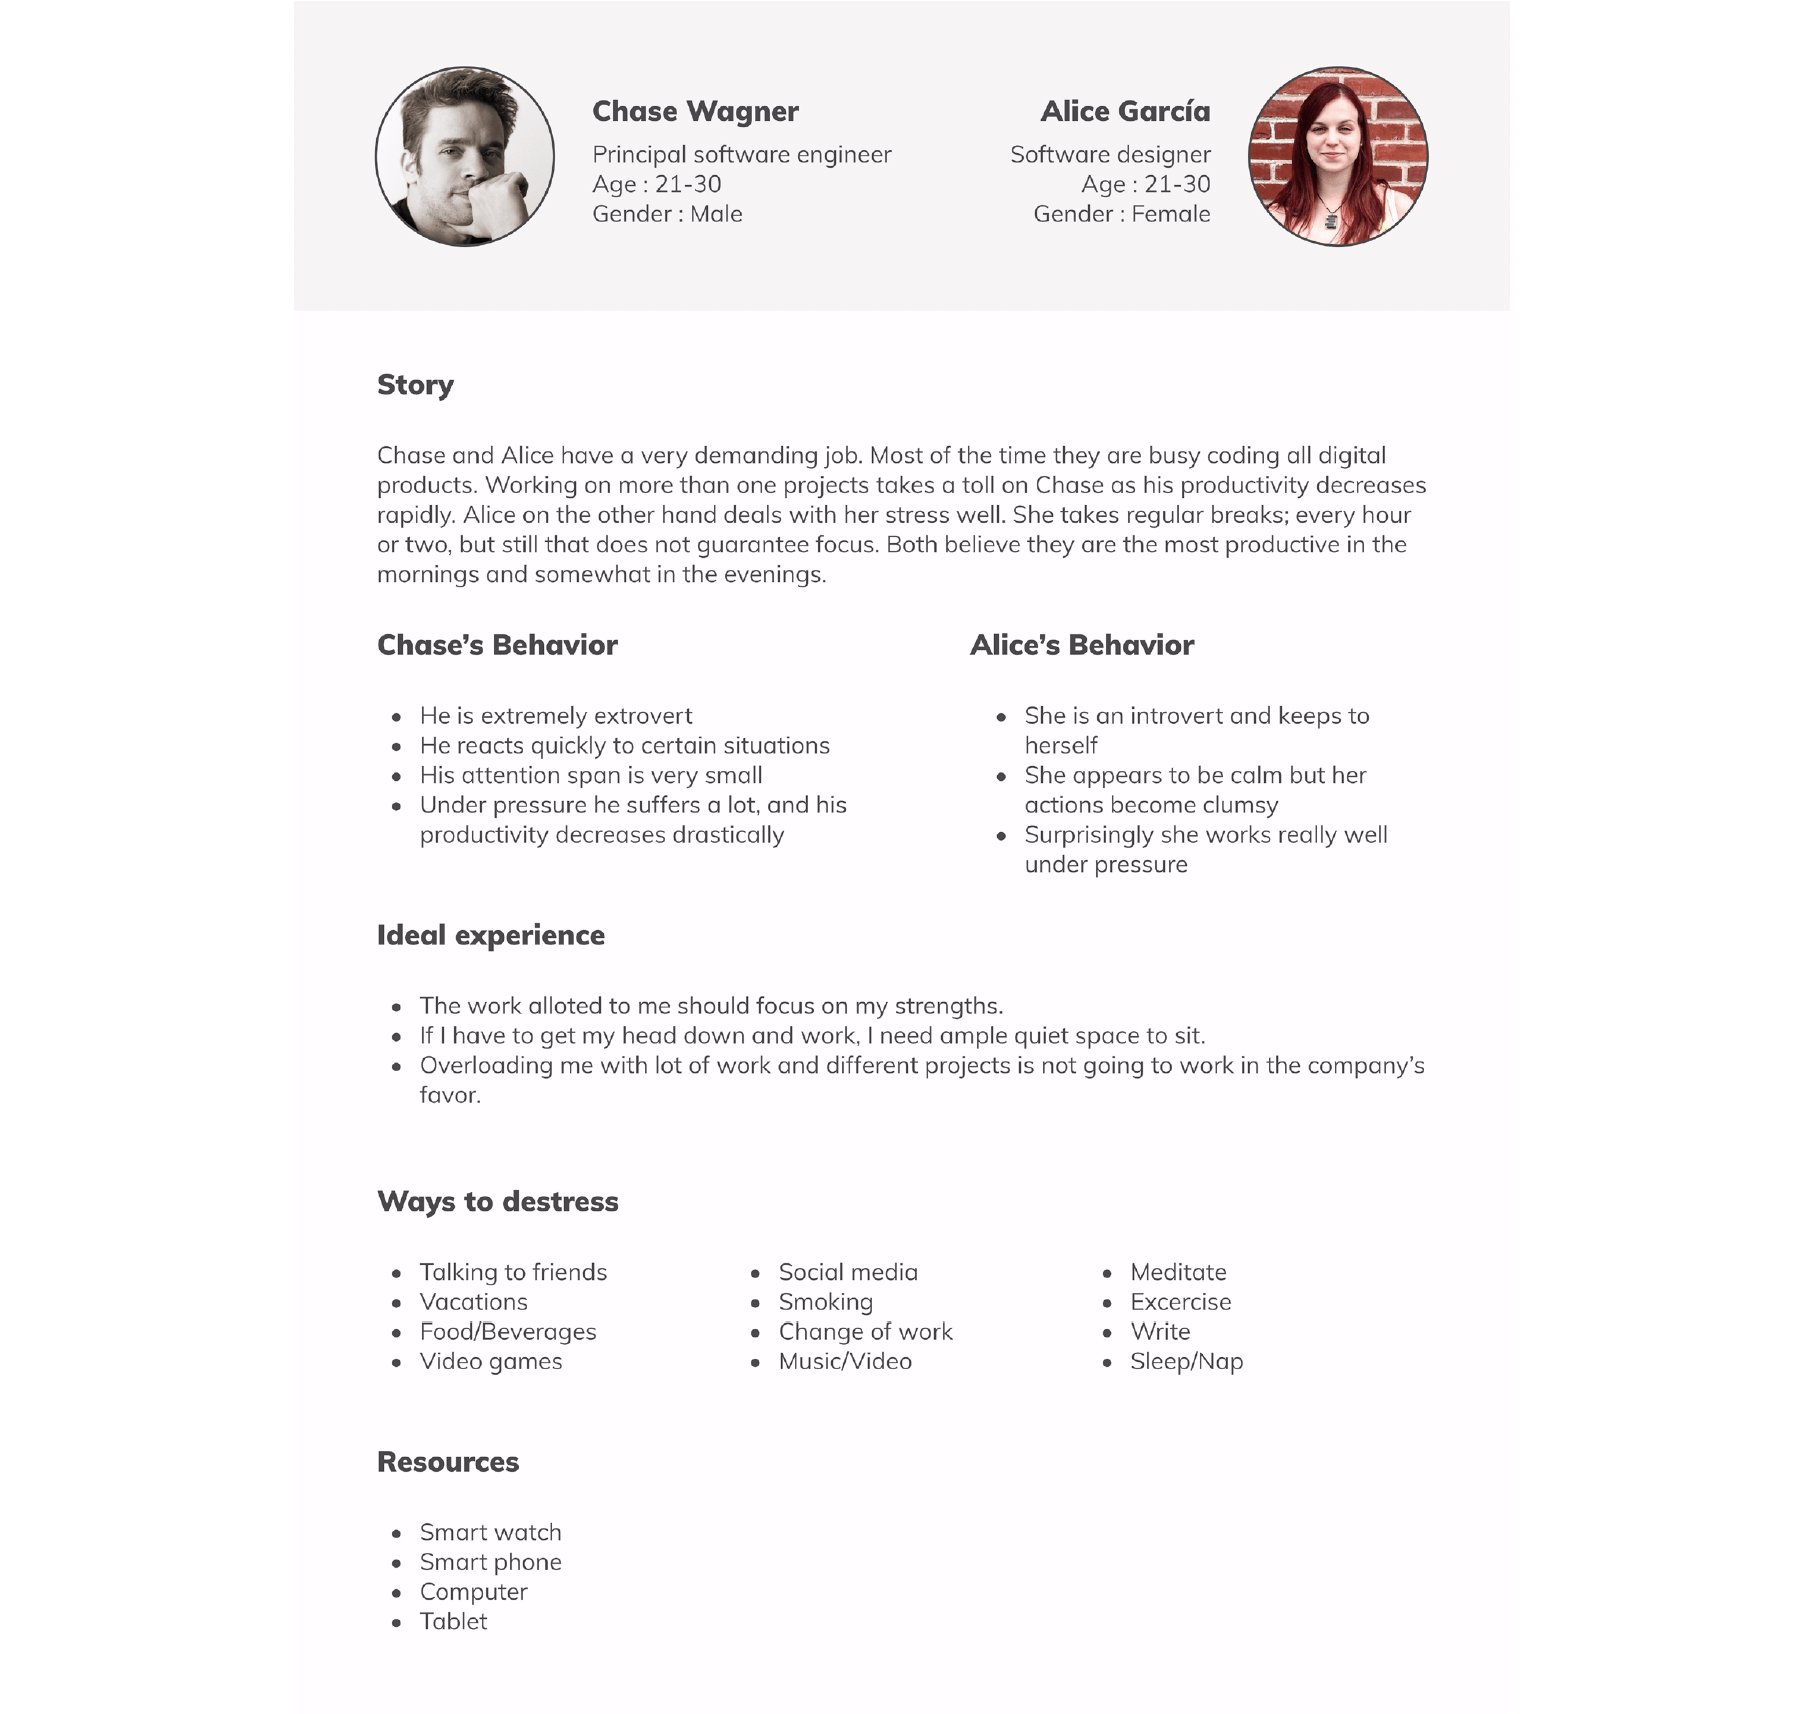 Chase Wagner
Principal software engineer
Age : 21-30
Gender : Male
Alice García
Software designer
Age : 21-30
Gender : Female
Story
Chase and Alice have a very demanding job. Most of the time they are busy coding all digital
products. Working on more than one projects takes a toll on Chase as his productivity decreases
rapidly. Alice on the other hand deals with her stress well. She takes regular breaks; every hour
or two, but still that does not guarantee focus. Both believe they are the most productive in the
mornings and somewhat in the evenings.
Chase’s Behavior
• He is extremely extrovert
• He reacts quickly to certain situations
• His attention span is very small
• Under pressure he suffers a lot, and his
productivity decreases drastically
Alice’s Behavior
• She is an introvert and keeps to
herself
• She appears to be calm but her
actions become clumsy
• Surprisingly she works really well
under pressure
Ideal experience
• The work alloted to me should focus on my strengths.
• If I have to get my head down and work, I need ample quiet space to sit.
• Overloading me with lot of work and different projects is not going to work in the company’s
favor.
Ways to destress
• Talking to friends
• Vacations
• Food/Beverages
• Video games
• Social media
• Smoking
• Change of work
• Music/Video
• Meditate
• Excercise
• Write
• Sleep/Nap
Resources
• Smart watch
• Smart phone
• Computer
• Tablet